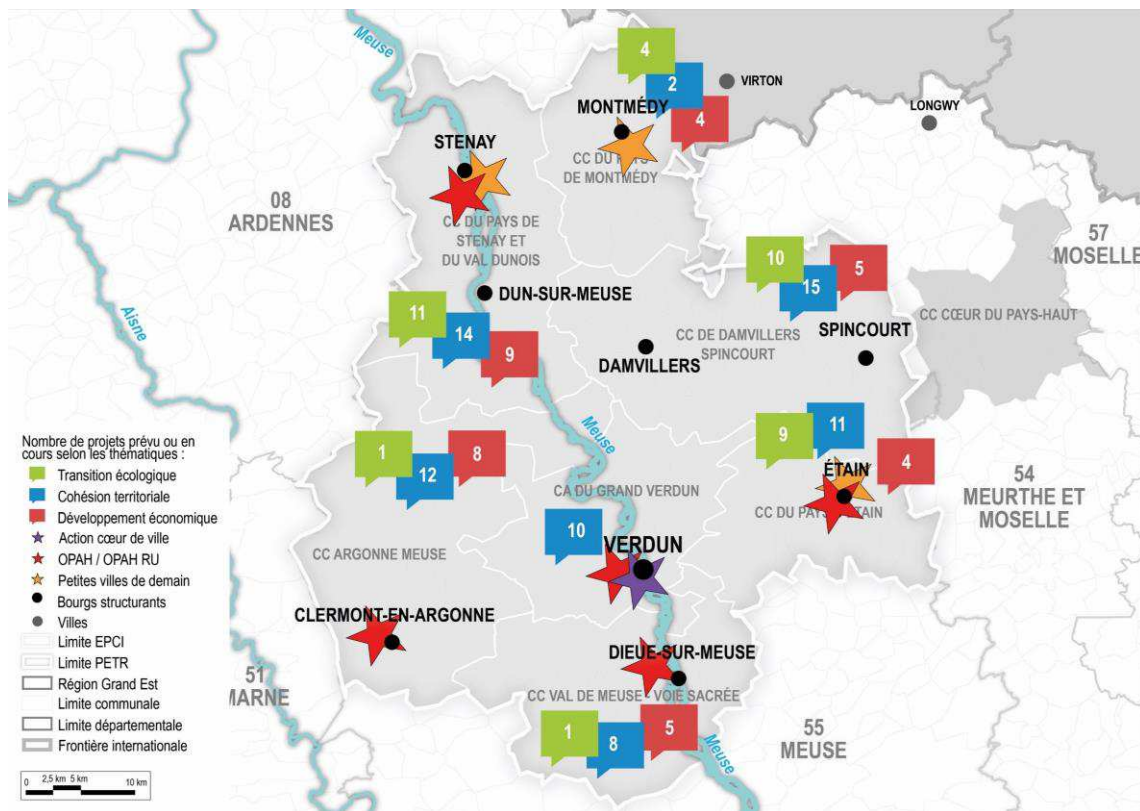 Meuse
4
2
4
VIRTON
MONTMÉDY
LONGWY
STENAY
CC DU PAYS
DE MONTMÉDY
08
ARDENNES
CC DU PAYS DE
STENAY ET
DU VAL DUNOIS
57
MOSELLE
10
15
5
DUN-SUR-MEUSE
CC CŒUR DU PAYS-HAUT
Aisne
11
14
9
SPINCOURT
CC DE DAMVILLERS
SPINCOURT
DAMVILLERS
Meuse
9
11
4
Nombre de projets prévu ou en
cours selon les thématiques :
Transition écologique
Cohésion territoriale
Développement économique
Action cœur de ville
OPAH / OPAH RU
Petites villes de demain
Bourgs structurants
Villes
Limite EPCI
Limite PETR
Région Grand Est
Limite communale
Limite départementale
Frontière internationale
0 2,5 km 5 km 10 km
1
12
8
ÉTAIN
CC DU PAYS ÉTAIN
54
MEURTHE ET
MOSELLE
CA DU GRAND VERDUN
10
VERDUN
CC ARGONNE MEUSE
CLERMONT-EN-ARGONNE
DIEUE-SUR-MEUSE
51
MARNE
CC VAL DE MEUSE - VOIE SACRÉE
1
8
5
Meuse
55
MEUSE